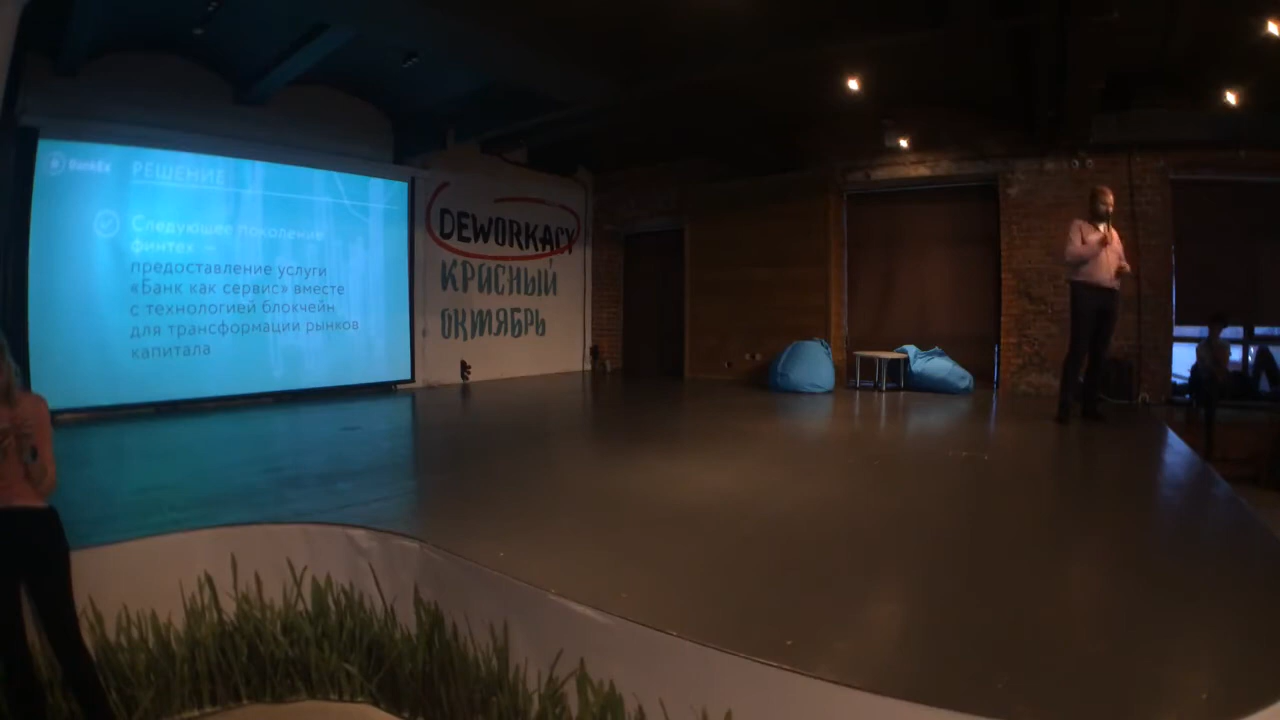 BankEx
РЕШЕНИЕ
Следующее поколение
финтех –
предоставление услуги
«Банк как сервис» вместе
с технологией блокчейн
для трансформации рынков
капитала
DEWORKACY
КРАСНЫЙ
ОКТЯБРЬ